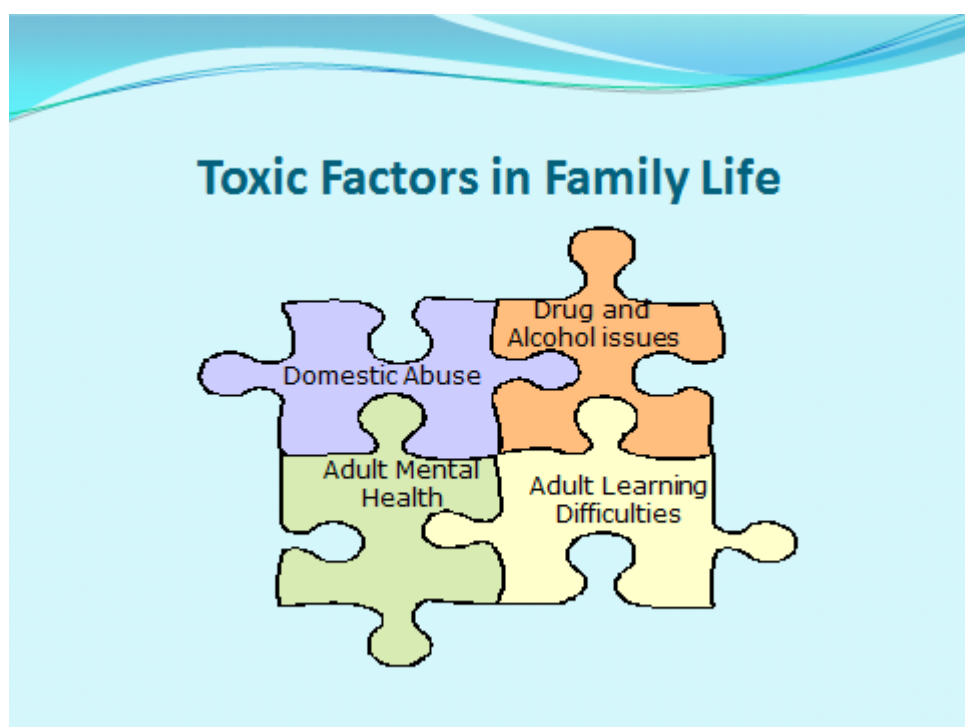 Toxic Factors in Family Life
Drug and
Alcohol issues
Domestic Abuse
Adult Mental
Health
Adult Learning
Difficulties